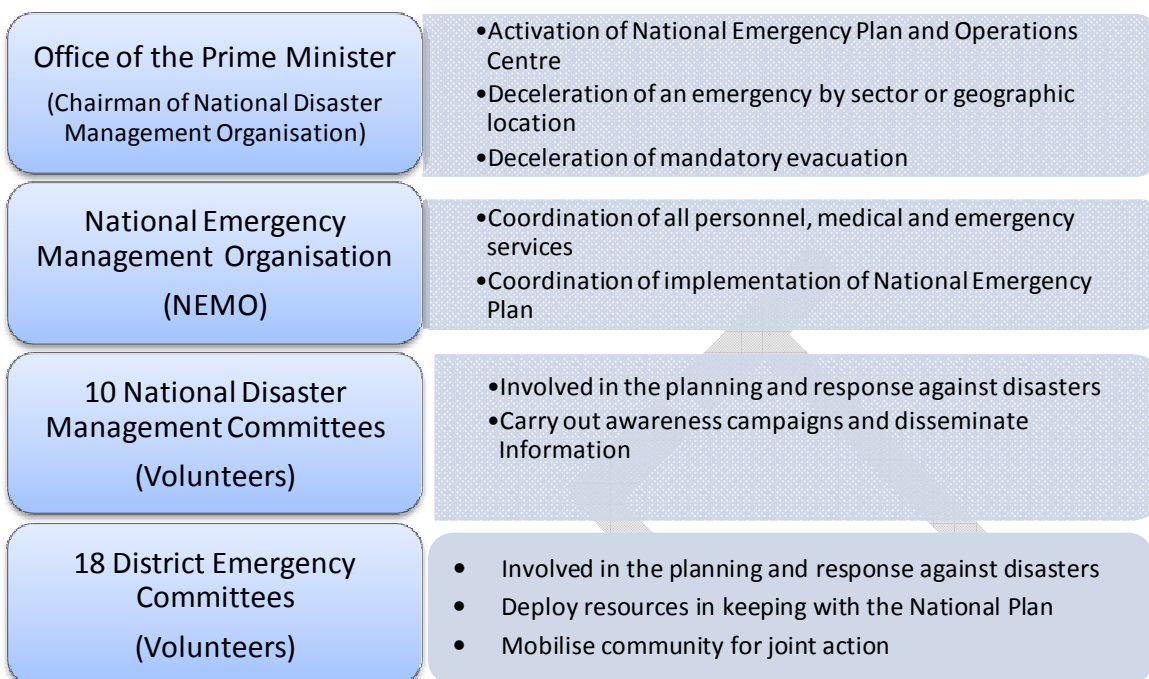 Office of the Prime Minister
(Chairman of National Disaster
Management Organisation)
•Activation of National Emergency Plan and Operations
Centre
•Deceleration of an emergency by sector or geographic
location
•Deceleration of mandatory evacuation
National Emergency
Management Organisation
(NEMO)
•Coordination of all personnel, medical and emergency
services
•Coordination of implementation of National Emergency
Plan
10 National Disaster
Management Committees
(Volunteers)
•Involved in the planning and response against disasters
•Carry out awareness campaigns and disseminate
Information
18 District Emergency
Committees
(Volunteers)
• Involved in the planning and response against disasters
• Deploy resources in keeping with the National Plan
• Mobilise community for joint action